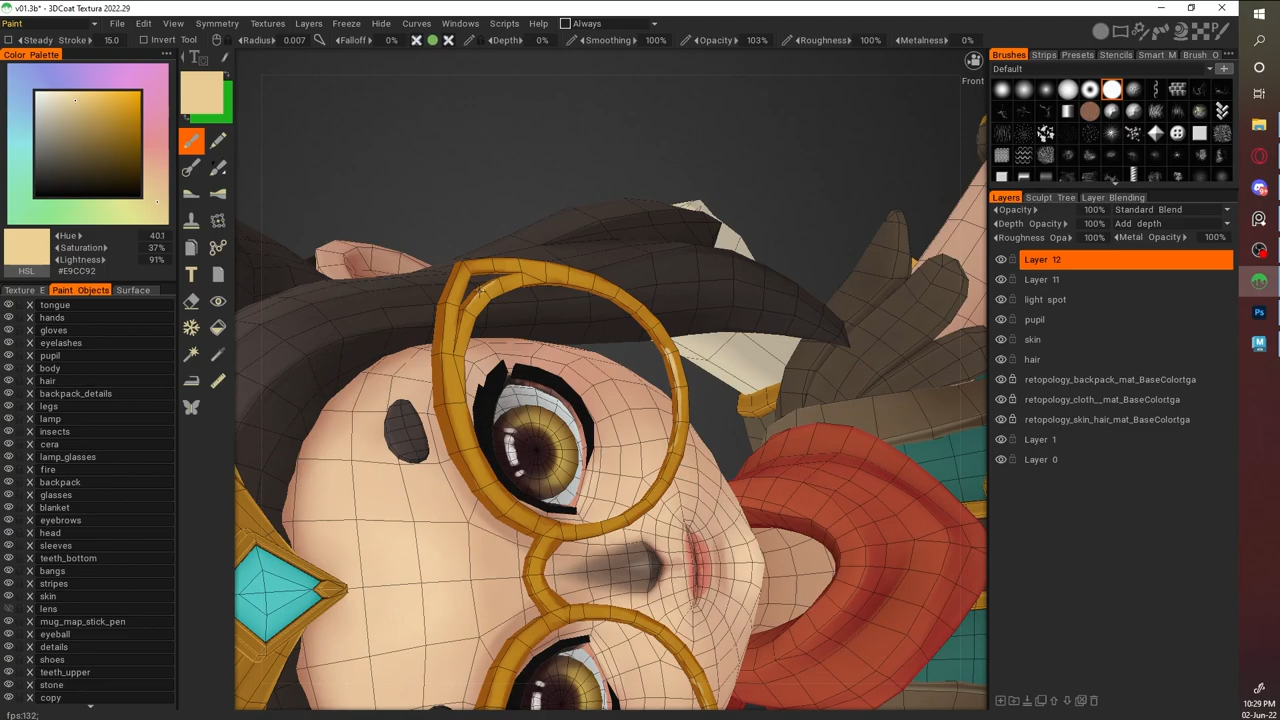 v01.3b* - 3DCoat Textura 2022.29
Paint File Edit View Symmetry Textures Layers Freeze Hide Curves Windows Scripts Help Always
Steady Stroke 15.0 Invert Tool Radius 0.007 Falloff 0% Depth 0% Smoothing 100% Opacity 103% Roughness 100% Metalness 0%
Color Palette
Hue 40.1
Saturation 37%
Lightness 91%
HSL #E9CC92
Texture E Paint Objects Surface
tongue
hands
gloves
eyelashes
pupil
body
hair
backpack_details
legs
lamp
insects
cera
lamp_glasses
fire
backpack
glasses
blanket
eyebrows
head
sleeves
teeth_bottom
bangs
stripes
skin
lens
mug_map_stick_pen
eyeball
details
shoes
teeth_upper
stone
copy
fps:132;
Front
Brushes Strips Presets Stencils Smart M Brush O
Default
Layers Sculpt Tree Layer Blending
Opacity 100% Standard Blend
Depth Opacity 100% Add depth
Roughness Opa 100% Metal Opacity 100%
Layer 12
Layer 11
light spot
pupil
skin
hair
retopology_backpack_mat_BaseColortga
retopology_cloth__mat_BaseColortga
retopology_skin_hair_mat_BaseColortga
Layer 1
Layer 0
Ps
M
10:29 PM
02-Jun-22